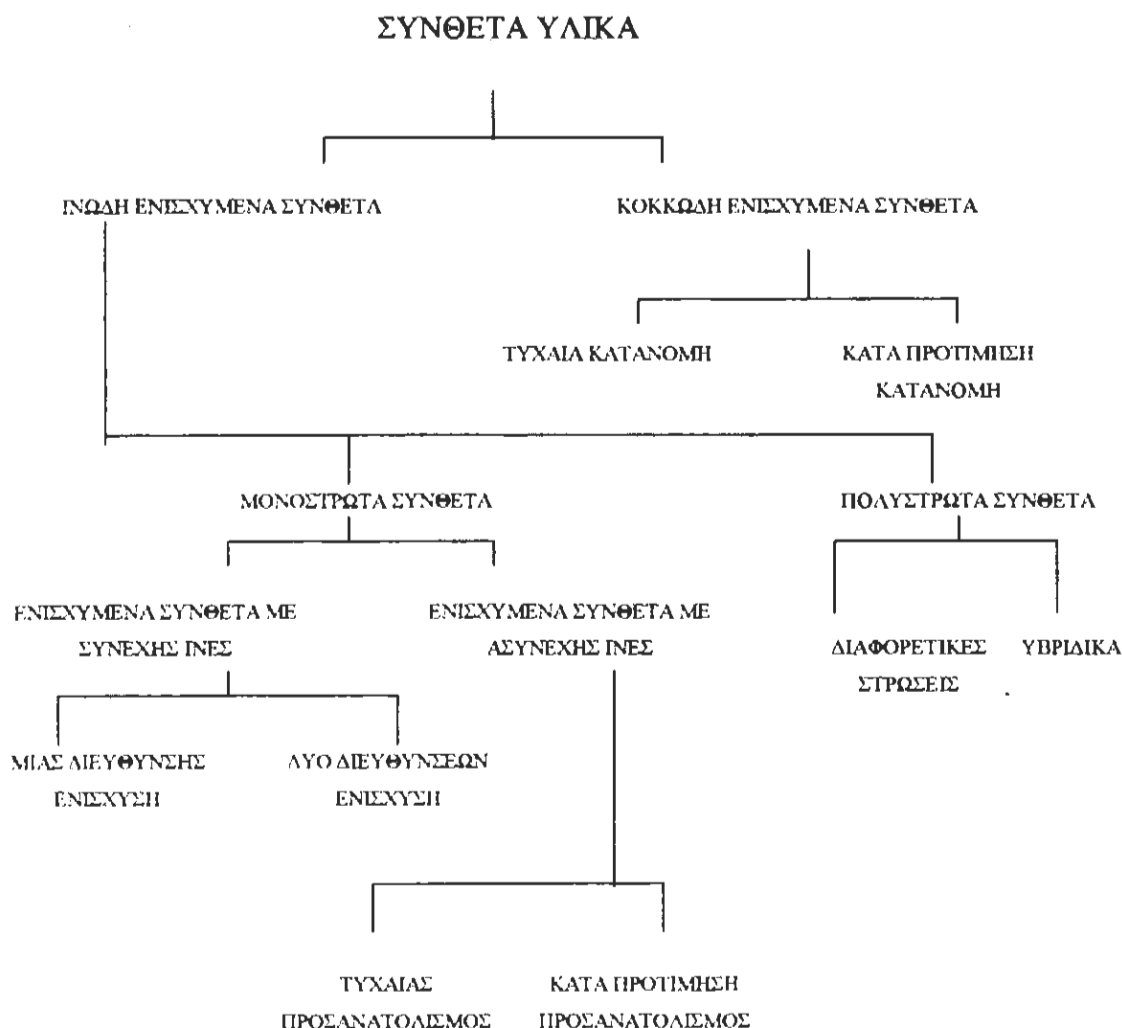 ΣΥΝΘΕΤΑ ΥΛΙΚΑ
ΙΝΩΔΗ ΕΝΙΣΧΥΜΕΝΑ ΣΥΝΘΕΤΑ
ΚΟΚΚΩΔΗ ΕΝΙΣΧΥΜΕΝΑ ΣΥΝΘΕΤΑ
ΤΥΧΑΙΑ ΚΑΤΑΝΟΜΗ
ΚΑΤΑ ΠΡΟΤΙΜΗΣΗ
ΚΑΤΑΝΟΜΗ
ΜΟΝΟΣΤΡΩΤΑ ΣΥΝΘΕΤΑ
ΠΟΛΥΣΤΡΩΤΑ ΣΥΝΘΕΤΑ
ΕΝΙΣΧΥΜΕΝΑ ΣΥΝΘΕΤΑ ΜΕ
ΣΥΝΕΧΗΣ ΙΝΕΣ
ΕΝΙΣΧΥΜΕΝΑ ΣΥΝΘΕΤΑ ΜΕ
ΑΣΥΝΕΧΗΣ ΙΝΕΣ
ΔΙΑΦΟΡΕΤΙΚΕΣ
ΣΤΡΩΣΕΙΣ
ΥΒΡΙΔΙΚΑ
ΜΙΑΣ ΔΙΕΥΘΥΝΣΗΣ
ΕΝΙΣΧΥΣΗ
ΔΥΟ ΔΙΕΥΘΥΝΣΕΩΝ
ΕΝΙΣΧΥΣΗ
ΤΥΧΑΙΑΣ
ΠΡΟΣΑΝΑΤΟΛΙΣΜΟΣ
ΚΑΤΑ ΠΡΟΤΙΜΗΣΗ
ΠΡΟΣΑΝΑΤΟΛΙΣΜΟΣ